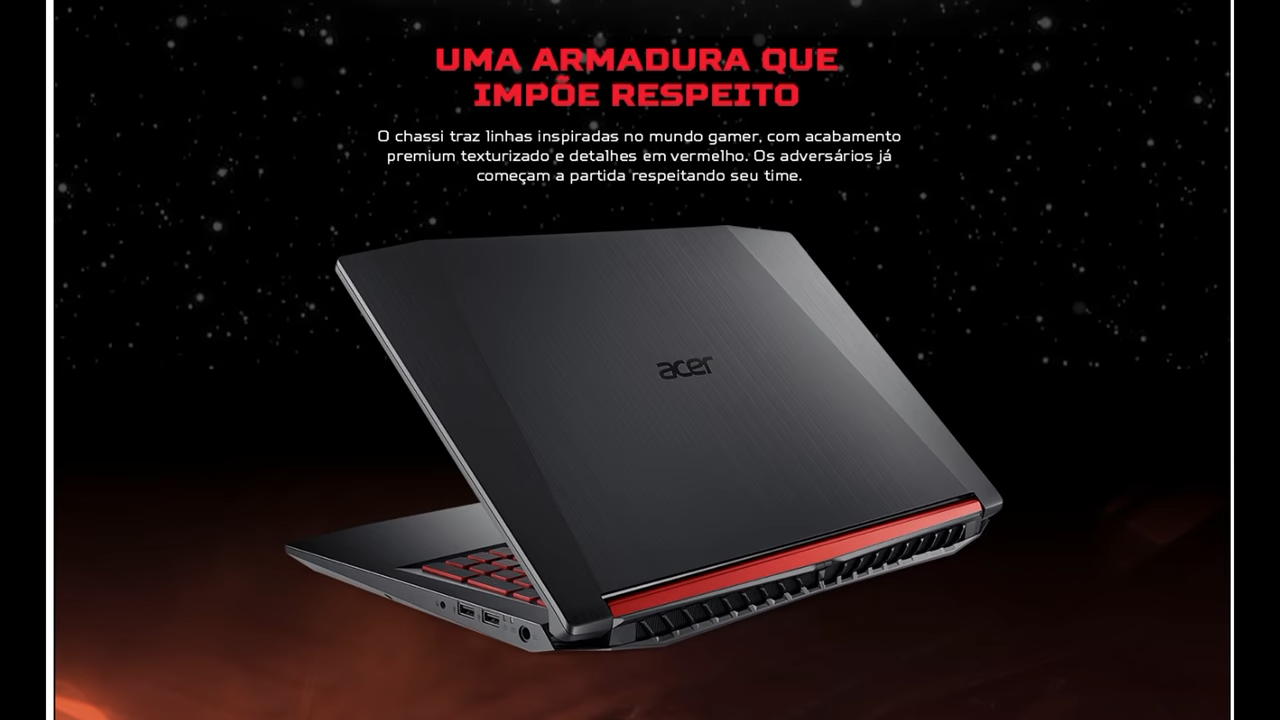 UMA ARMADURA QUE
IMPÕE RESPEITO
O chassi traz linhas inspiradas no mundo gamer, com acabamento
premium texturizado e detalhes em vermelho. Os adversários já
começam a partida respeitando seu time.
acer